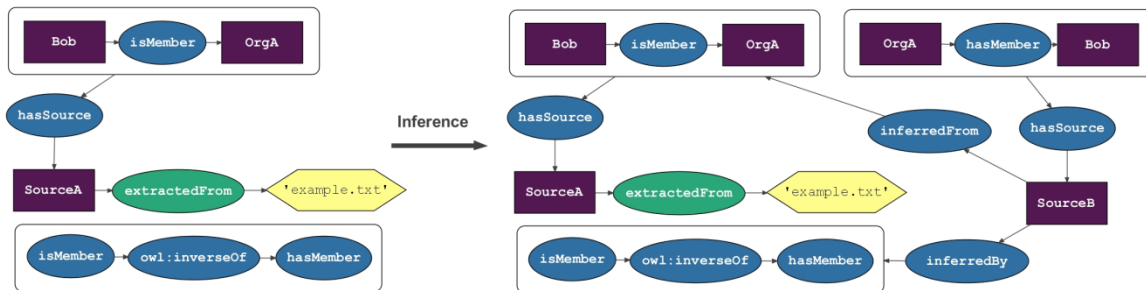 Bob isMember OrgA
hasSource
SourceA extractedFrom 'example.txt'
isMember owl:inverseOf hasMember
Inference
Bob isMember OrgA
OrgA hasMember Bob
hasSource
inferredFrom
hasSource
SourceA extractedFrom 'example.txt'
SourceB
isMember owl:inverseOf hasMember
inferredBy